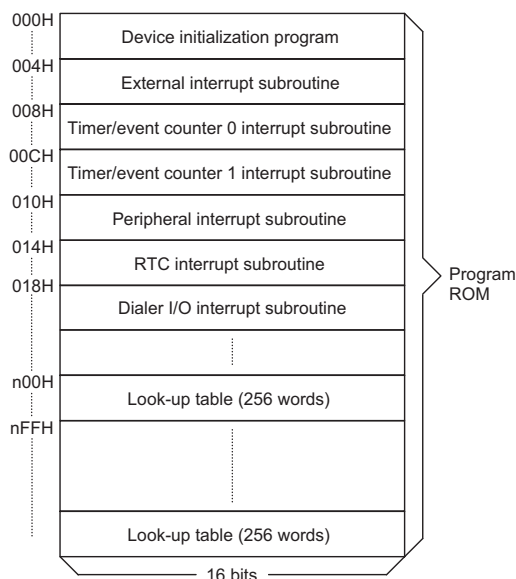 000H
Device initialization program
004H
External interrupt subroutine
008H
Timer/event counter 0 interrupt subroutine
00CH
Timer/event counter 1 interrupt subroutine
010H
Peripheral interrupt subroutine
014H
RTC interrupt subroutine
018H
Dialer I/O interrupt subroutine
Program
ROM
n00H
Look-up table (256 words)
nFFH
Look-up table (256 words)
16 bits